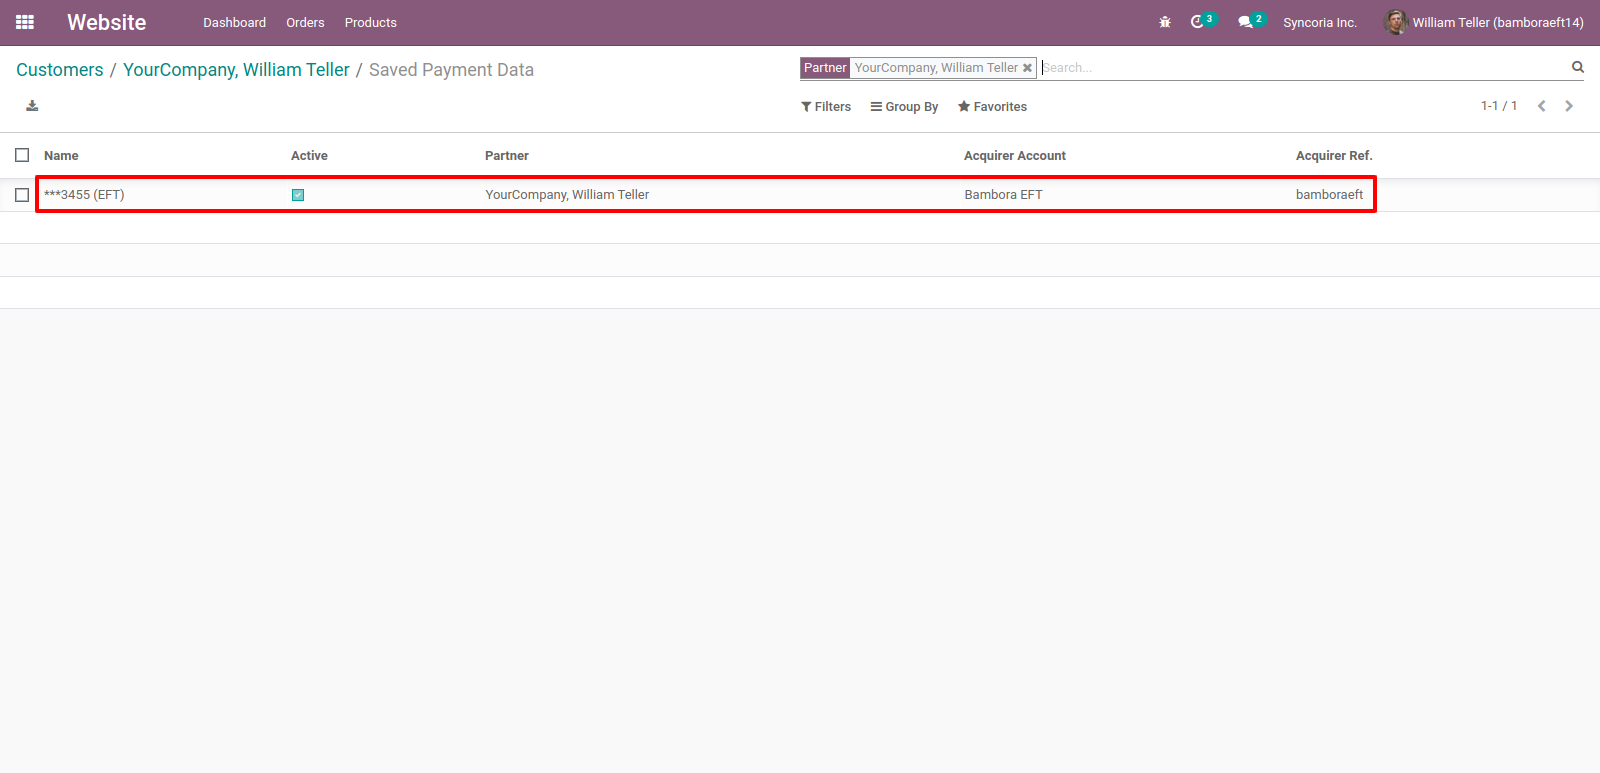 Website Dashboard Orders Products 3 2 Syncoria Inc. William Teller (bamboraeft14)
Customers / YourCompany, William Teller / Saved Payment Data
Partner YourCompany, William Teller Search...
Filters Group By Favorites 1-1 / 1
Name Active Partner Acquirer Account Acquirer Ref.
***3455 (EFT) YourCompany, William Teller Bambora EFT bamboraeft